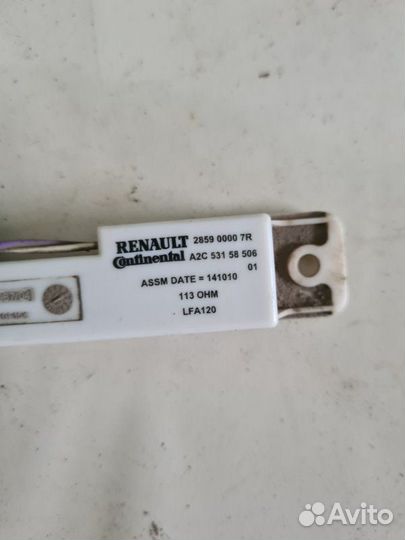 RENAULT 2859 0000 7R
Continental A2C 531 58 506
01
ASSM DATE = 141010
113 OHM
LFA120
Avito